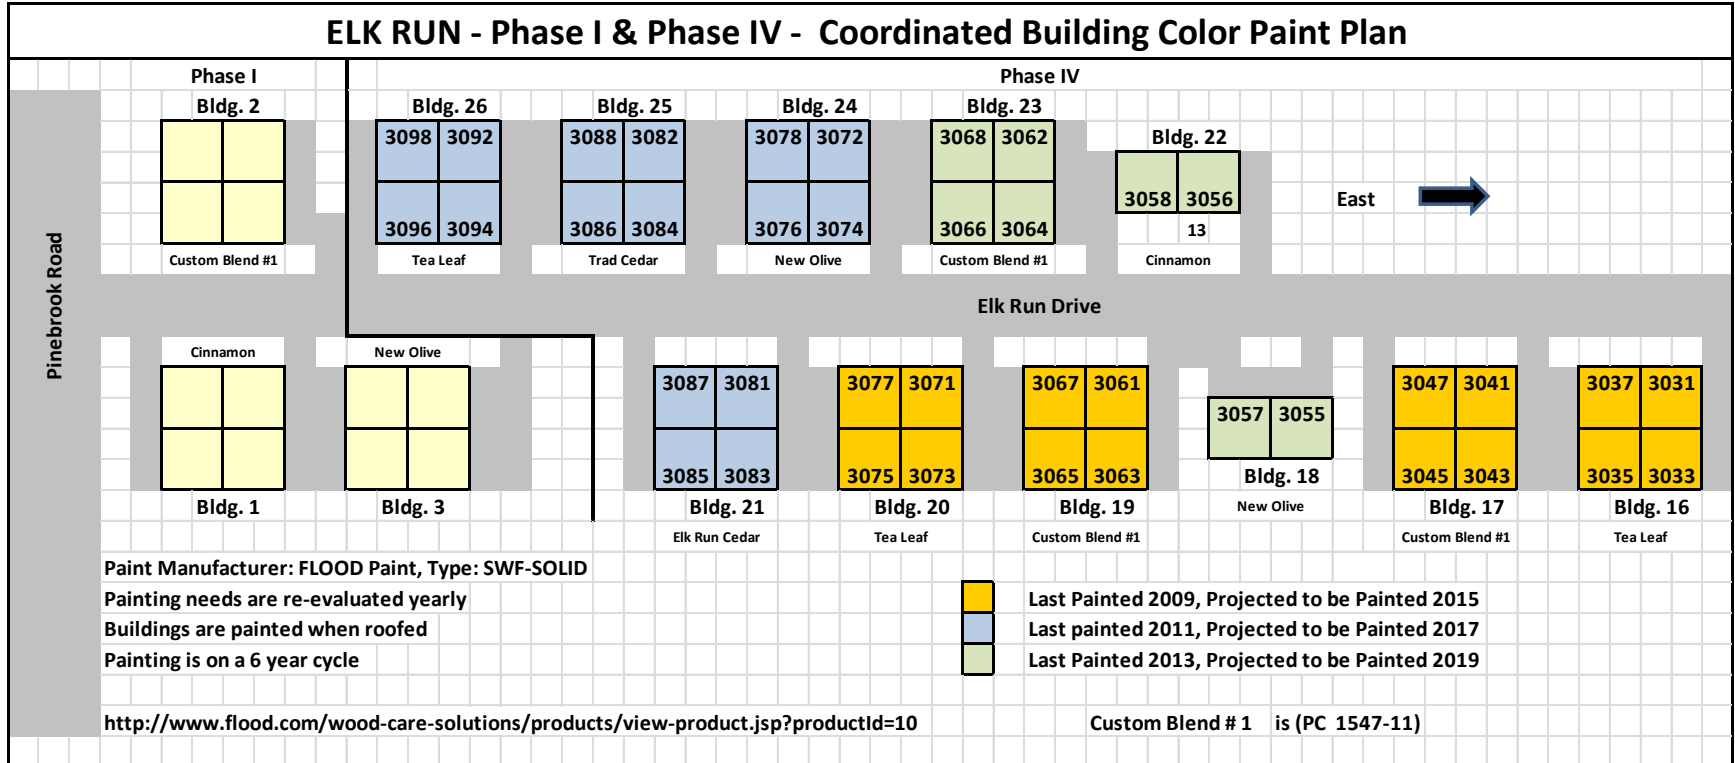 ELK RUN - Phase I & Phase IV - Coordinated Building Color Paint Plan
Phase I Phase IV
Bldg. 2 Bldg. 26 Bldg. 25 Bldg. 24 Bldg. 23
Bldg. 22
3098 3092 3088 3082 3078 3072 3068 3062
3058 3056 East
3096 3094 3086 3084 3076 3074 3066 3064 13
Custom Blend #1 Tea Leaf Trad Cedar New Olive Custom Blend #1 Cinnamon
Pinebrook Road
Elk Run Drive
Cinnamon New Olive
3087 3081 3077 3071 3067 3061 3047 3041 3037 3031
3057 3055
3085 3083 3075 3073 3065 3063 Bldg. 18 3045 3043 3035 3033
Bldg. 1 Bldg. 3 Bldg. 21 Bldg. 20 Bldg. 19 New Olive Bldg. 17 Bldg. 16
Elk Run Cedar Tea Leaf Custom Blend #1 Custom Blend #1 Tea Leaf
Paint Manufacturer: FLOOD Paint, Type: SWF-SOLID
Painting needs are re-evaluated yearly Last Painted 2009, Projected to be Painted 2015
Buildings are painted when roofed Last painted 2011, Projected to be Painted 2017
Painting is on a 6 year cycle Last Painted 2013, Projected to be Painted 2019
http://www.flood.com/wood-care-solutions/products/view-product.jsp?productId=10 Custom Blend # 1 is (PC 1547-11)